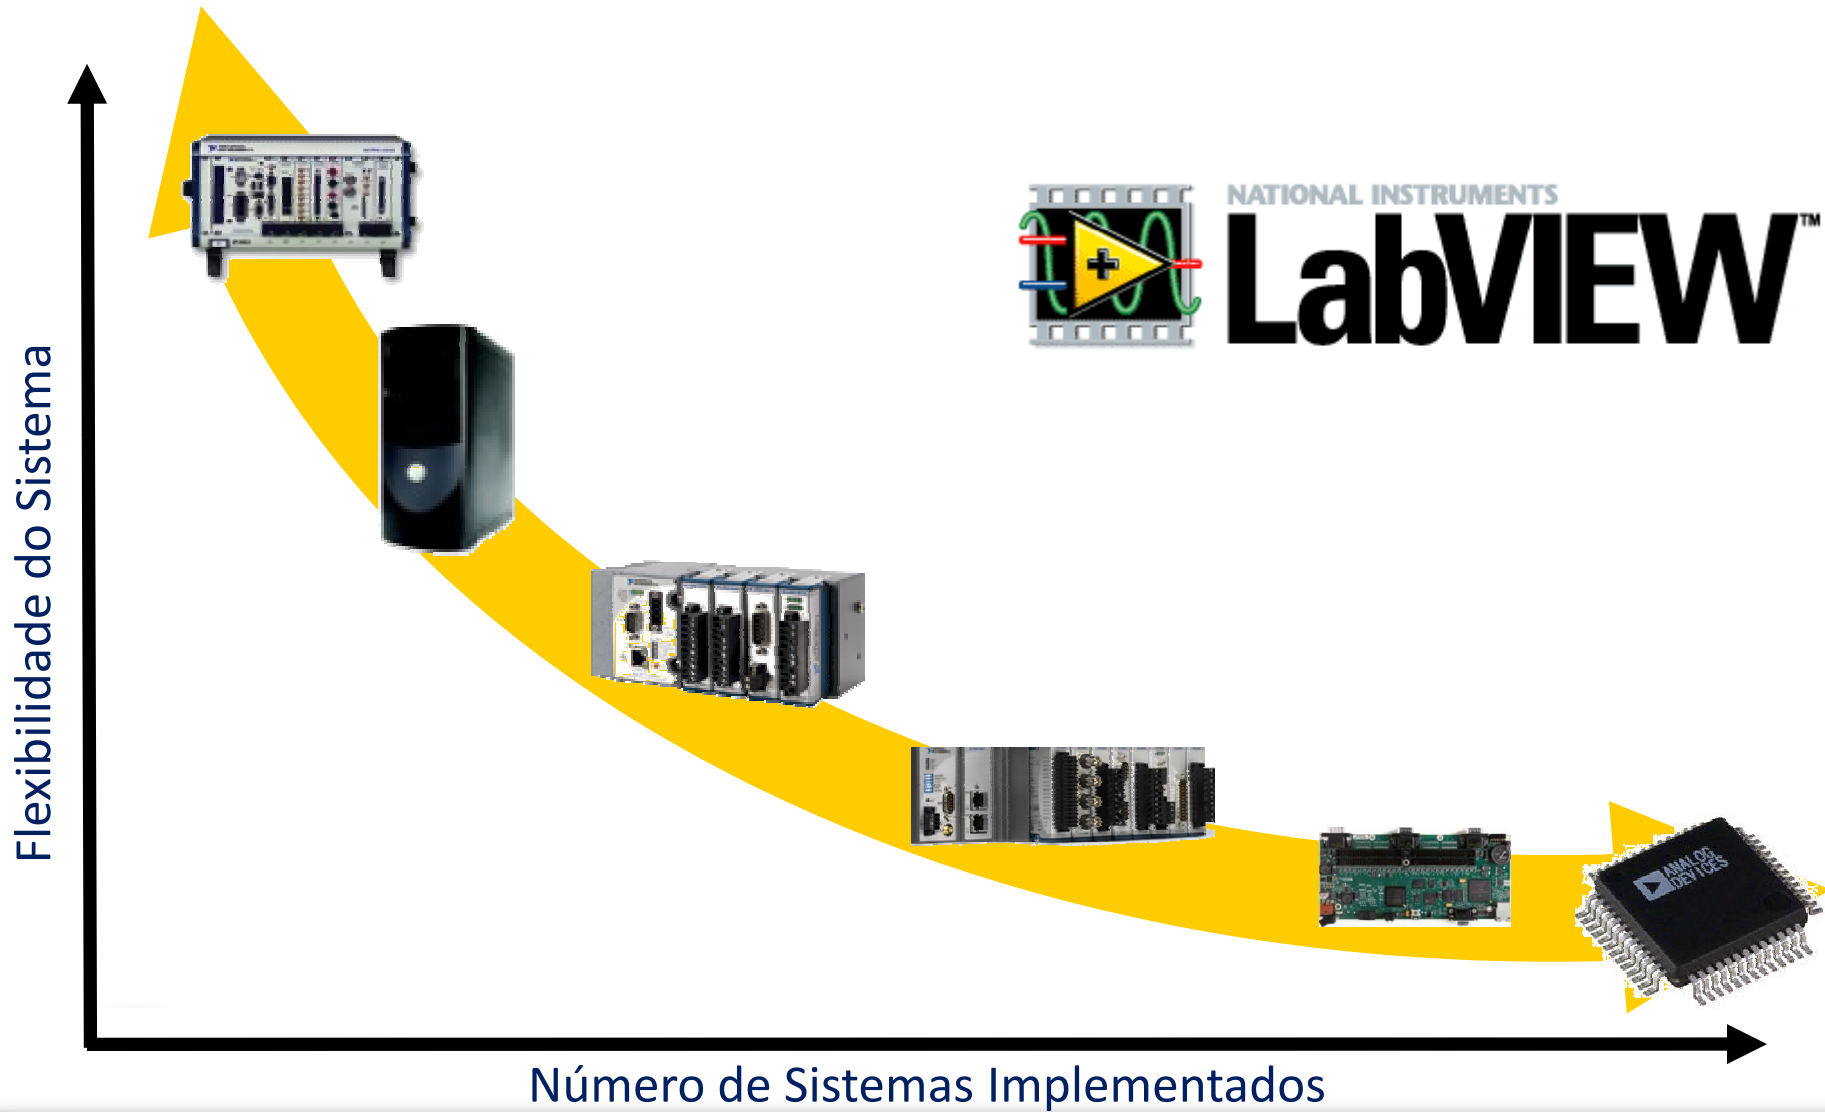 NATIONAL INSTRUMENTS
LabVIEW™
Flexibilidade do Sistema
ANALOG
DEVICES
Número de Sistemas Implementados